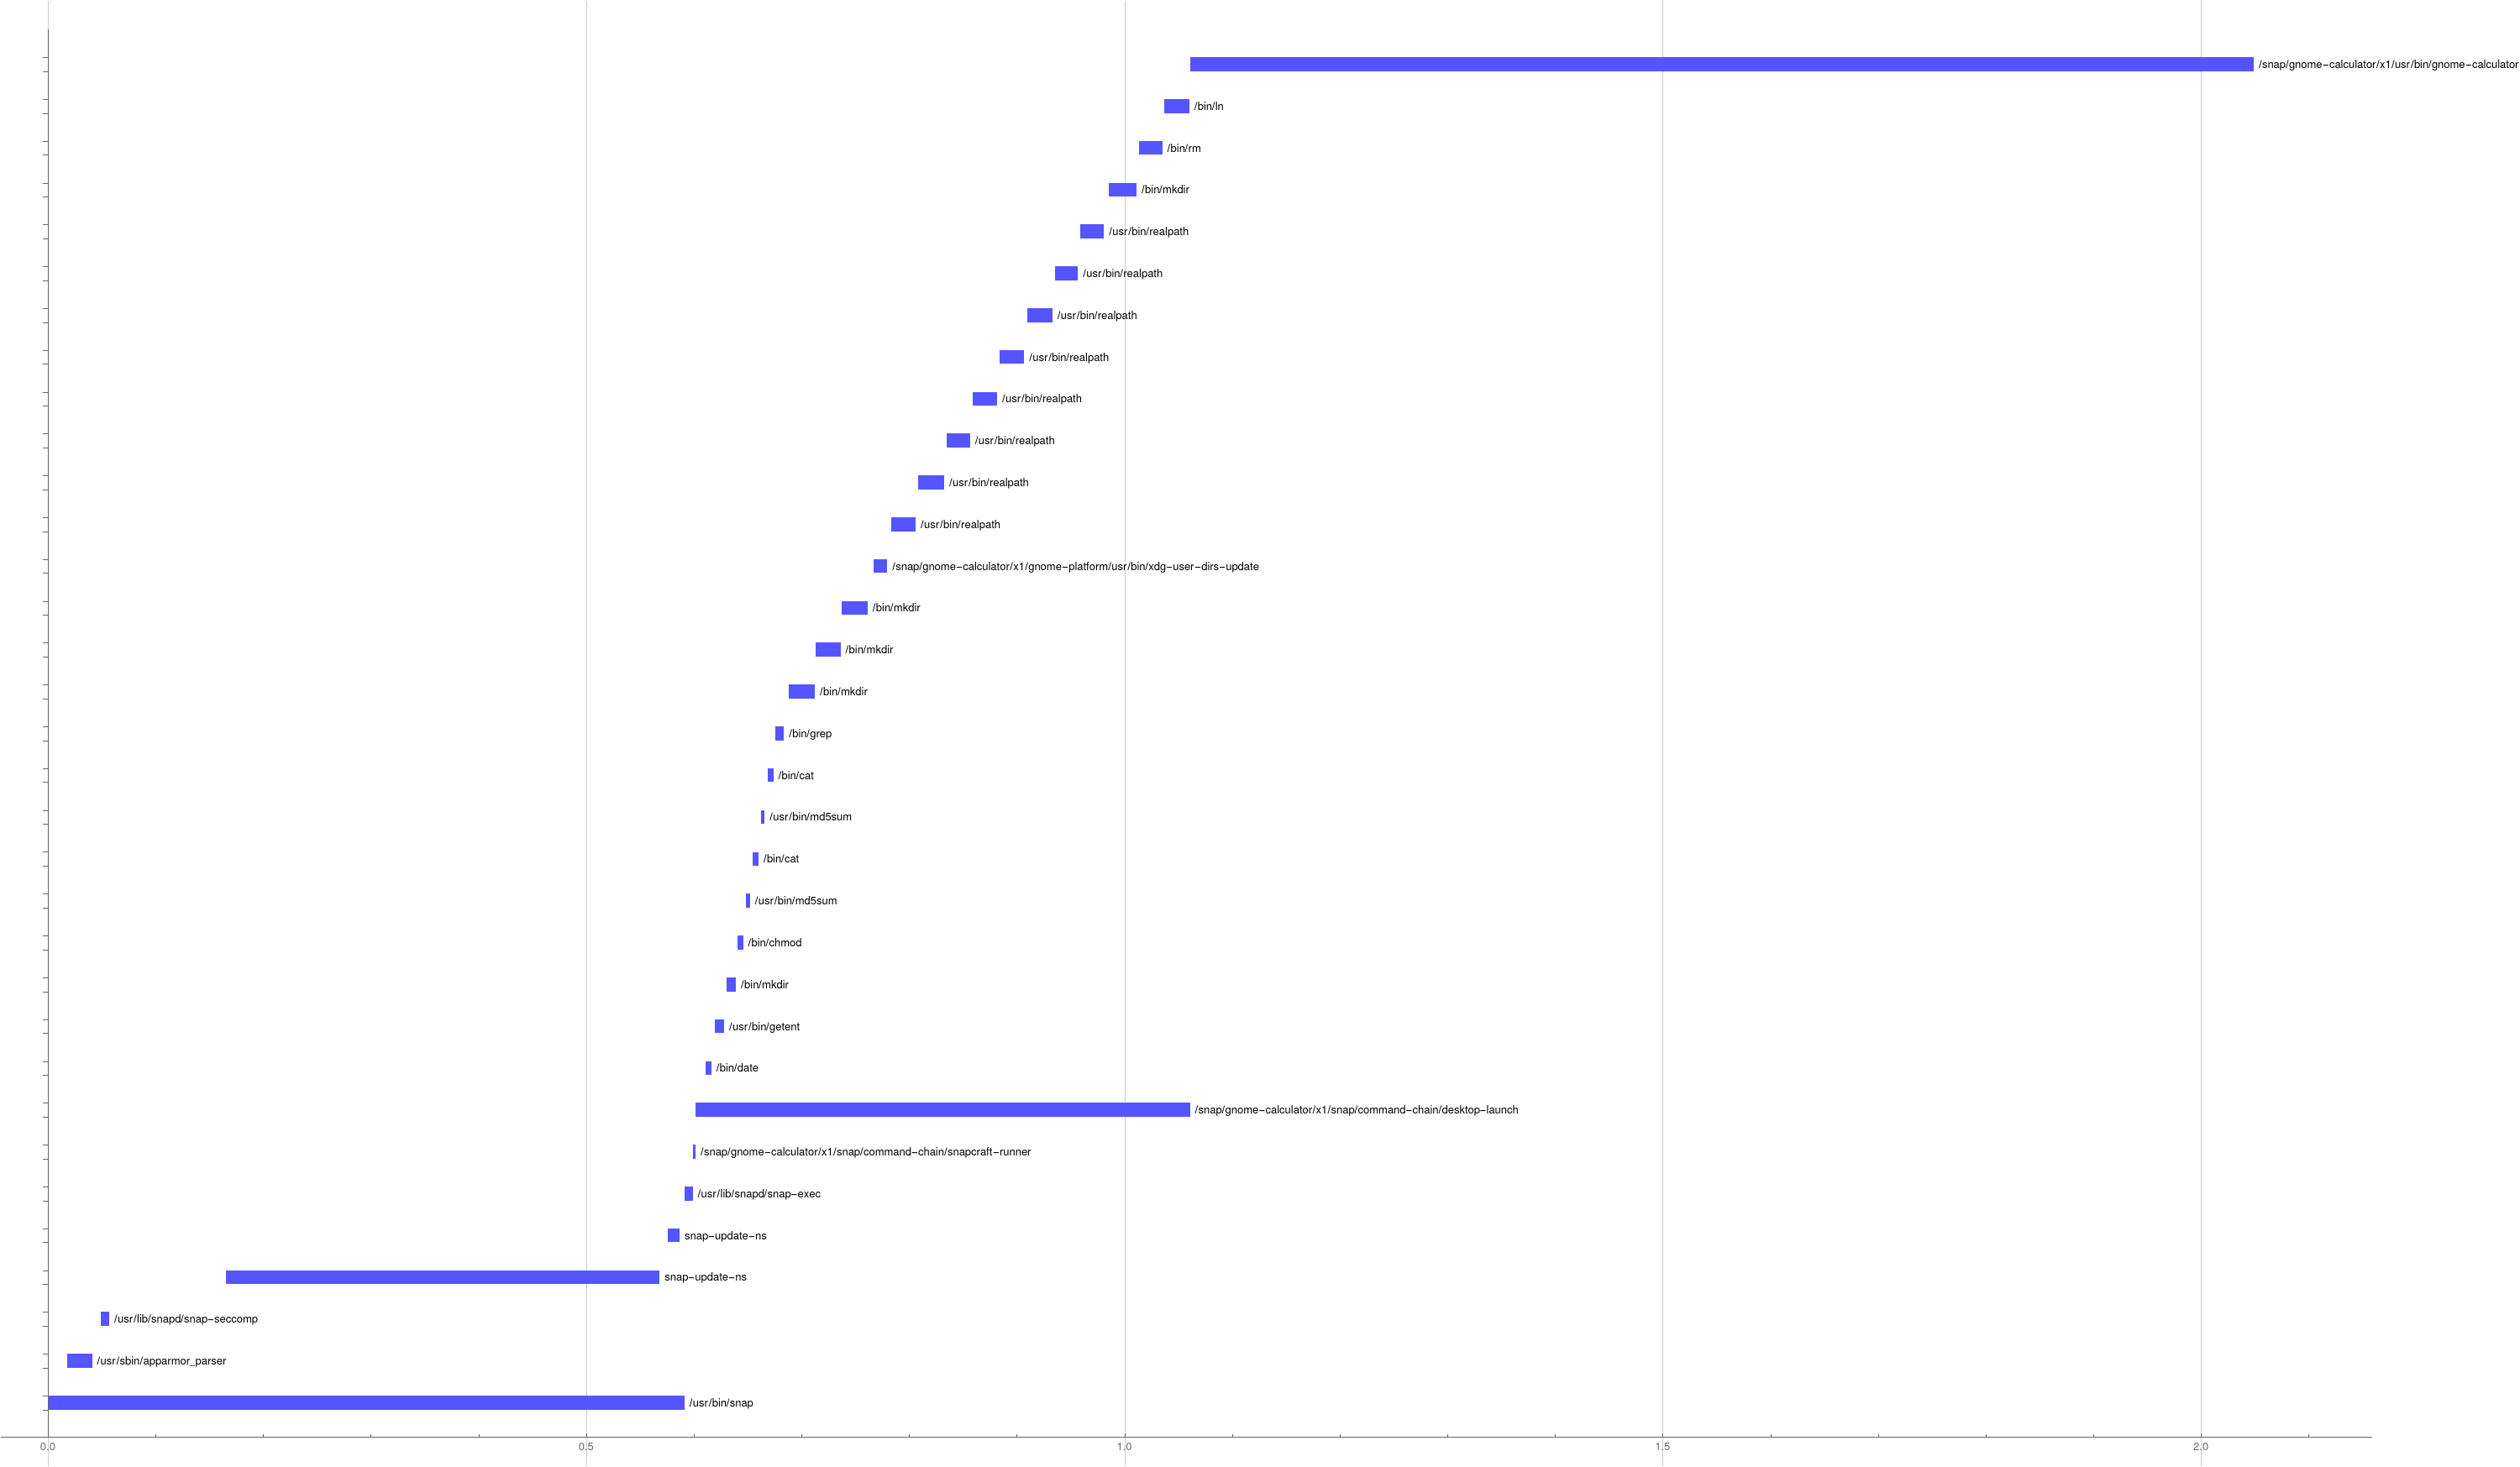 /snap/gnome-calculator/x1/usr/bin/gnome-calculator
/bin/ln
/bin/rm
/bin/mkdir
/usr/bin/realpath
/usr/bin/realpath
/usr/bin/realpath
/usr/bin/realpath
/usr/bin/realpath
/usr/bin/realpath
/usr/bin/realpath
/usr/bin/realpath
/snap/gnome-calculator/x1/gnome-platform/usr/bin/xdg-user-dirs-update
/bin/mkdir
/bin/mkdir
/bin/mkdir
/bin/grep
/bin/cat
/usr/bin/md5sum
/bin/cat
/usr/bin/md5sum
/bin/chmod
/bin/mkdir
/usr/bin/getent
/bin/date
/snap/gnome-calculator/x1/snap/command-chain/desktop-launch
/snap/gnome-calculator/x1/snap/command-chain/snapcraft-runner
/usr/lib/snapd/snap-exec
snap-update-ns
snap-update-ns
/usr/lib/snapd/snap-seccomp
/usr/sbin/apparmor_parser
/usr/bin/snap
0.0 0.5 1.0 1.5 2.0